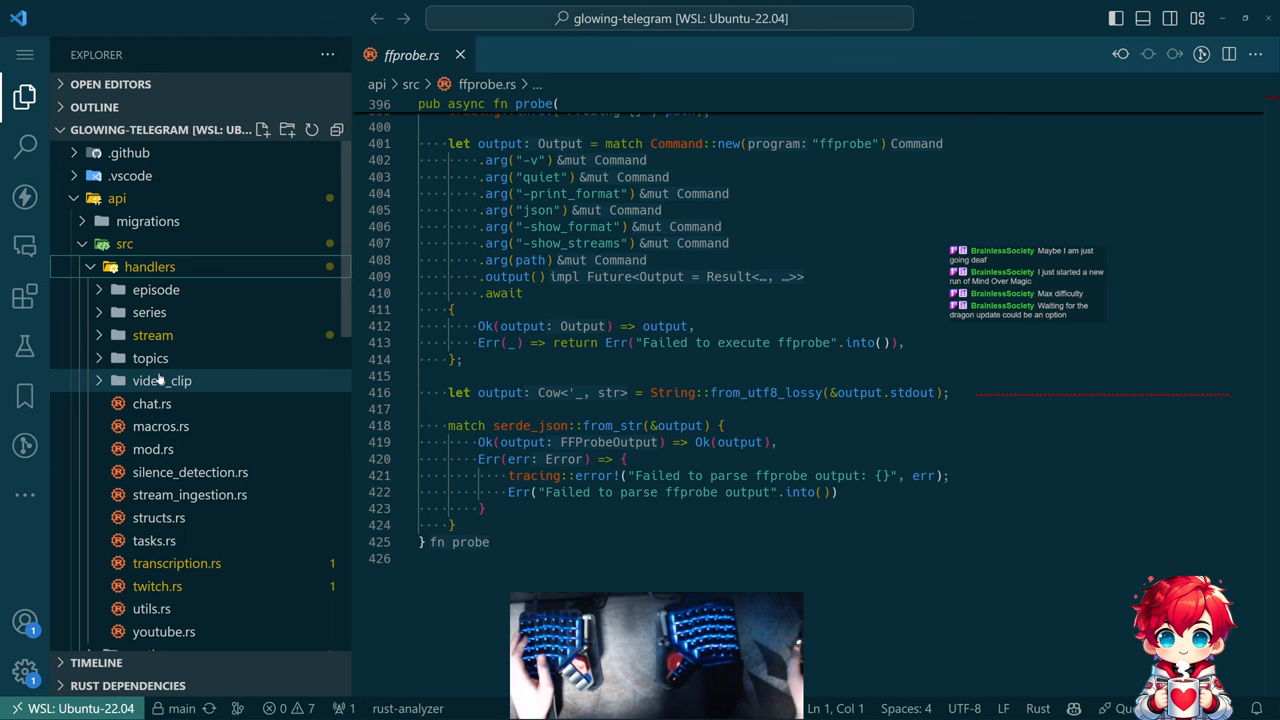 glowing-telegram [WSL: Ubuntu-22.04]
EXPLORER
OPEN EDITORS
OUTLINE
GLOWING-TELEGRAM [WSL: UB...
.github
.vscode
api
migrations
src
handlers
episode
series
stream
topics
video_clip
chat.rs
macros.rs
mod.rs
silence_detection.rs
stream_ingestion.rs
structs.rs
tasks.rs
transcription.rs 1
twitch.rs 1
utils.rs
youtube.rs
TIMELINE
RUST DEPENDENCIES
ffprobe.rs
api > src > ffprobe.rs > ...
396 pub async fn probe(
400
401 let output: Output = match Command::new(program: "ffprobe") Command
402 .arg("-v") &mut Command
403 .arg("quiet") &mut Command
404 .arg("-print_format") &mut Command
405 .arg("json") &mut Command
406 .arg("-show_format") &mut Command
407 .arg("-show_streams") &mut Command
408 .arg(path) &mut Command
409 .output() impl Future<Output = Result<…, …>>
410 .await
411 {
412 Ok(output: Output) => output,
413 Err(_) => return Err("Failed to execute ffprobe".into()),
414 };
415
416 let output: Cow<'_, str> = String::from_utf8_lossy(&output.stdout);
417
418 match serde_json::from_str(&output) {
419 Ok(output: FFProbeOutput) => Ok(output),
420 Err(err: Error) => {
421 tracing::error!("Failed to parse ffprobe output: {}", err);
422 Err("Failed to parse ffprobe output".into())
423 }
424 }
425 } fn probe
426
BrainlessSociety Maybe I am just
going deaf
BrainlessSociety I just started a new
run of Mind Over Magic
BrainlessSociety Max difficulty
BrainlessSociety Waiting for the
dragon update could be an option
1
1
WSL: Ubuntu-22.04 main 0 7 1 rust-analyzer Ln 1, Col 1 Spaces: 4 UTF-8 LF Rust